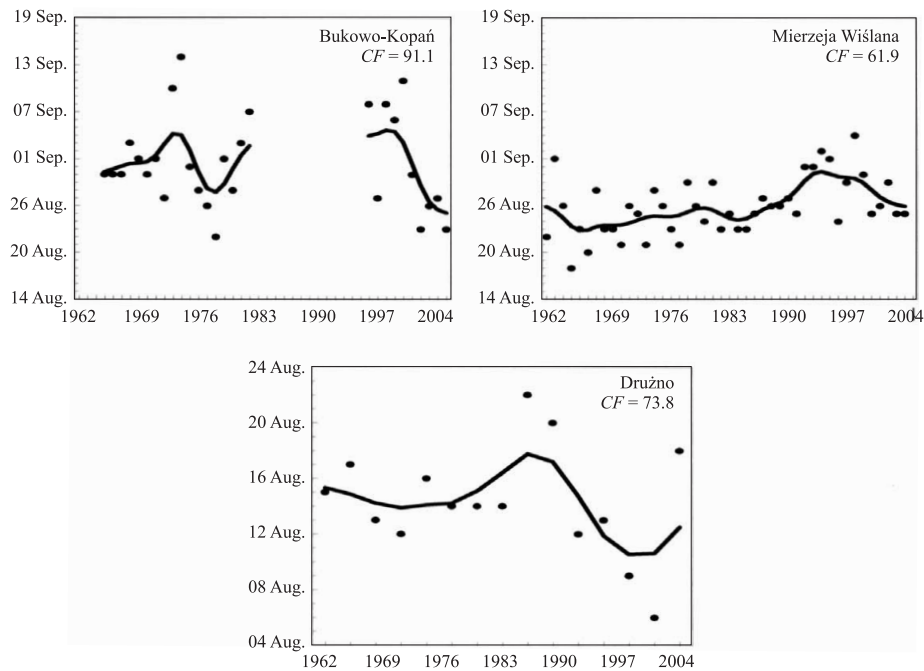 19 Sep.
13 Sep.
07 Sep.
01 Sep.
26 Aug.
20 Aug.
14 Aug.
Bukowo-Kopań
CF = 91.1
1962 1969 1976 1983 1990 1997 2004
19 Sep.
13 Sep.
07 Sep.
01 Sep.
26 Aug.
20 Aug.
14 Aug.
Mierzeja Wiślana
CF = 61.9
1962 1969 1976 1983 1990 1997 2004
24 Aug.
20 Aug.
16 Aug.
12 Aug.
08 Aug.
04 Aug.
Drużno
CF = 73.8
1962 1969 1976 1983 1990 1997 2004